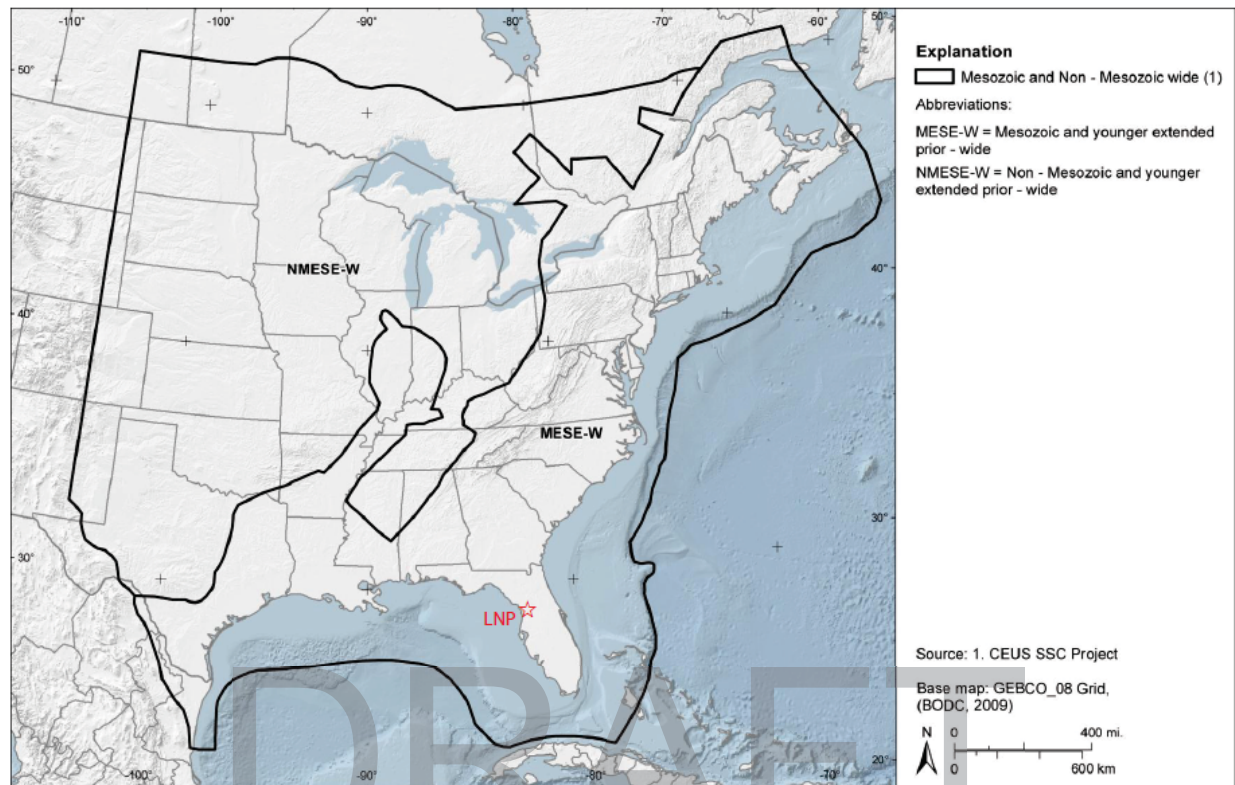 -110°
-100°
-90°
-80°
-70°
-60°
50°
50°
40°
40°
30°
30°
20°
-100°
-90°
-80°
-70°
NMESE-W
MESE-W
LNP
DRAFT
Explanation
Mesozoic and Non - Mesozoic wide (1)
Abbreviations:
MESE-W = Mesozoic and younger extended
prior - wide
NMESE-W = Non - Mesozoic and younger
extended prior - wide
Source: 1. CEUS SSC Project
Base map: GEBCO_08 Grid,
(BODC, 2009)
N
0 400 mi.
0 600 km